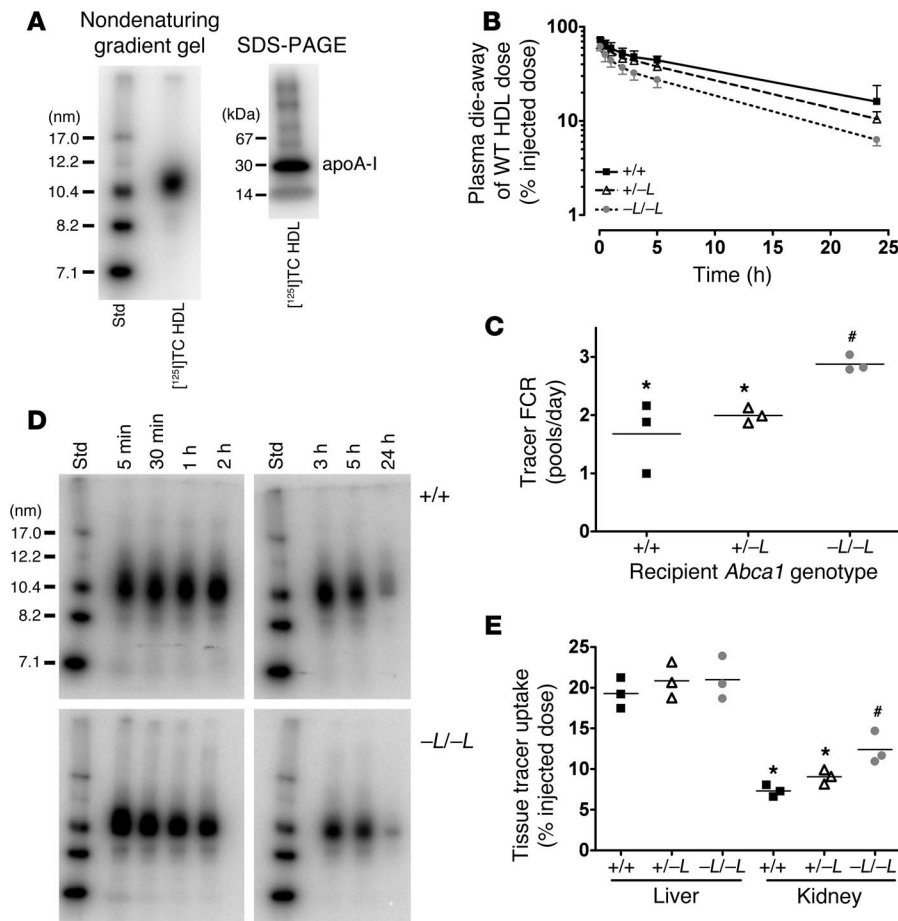 A
Nondenaturing
gradient gel
SDS-PAGE
(nm)
17.0
12.2
10.4
8.2
7.1
(kDa)
67
30
14
apoA-I
Std
[¹²⁵I]TC HDL
[¹²⁵I]TC HDL
B
Plasma die-away
of WT HDL dose
(% injected dose)
100
10
1
+/+
+/–L
–L/–L
0 5 10 15 20 25
Time (h)
C
Tracer FCR
(pools/day)
3
2
1
0
* * #
+/+ +/–L –L/–L
Recipient Abca1 genotype
D
Std 5 min 30 min 1 h 2 h
Std 3 h 5 h 24 h
+/+
(nm)
17.0
12.2
10.4
8.2
7.1
–L/–L
E
Tissue tracer uptake
(% injected dose)
25
20
15
10
5
0
* * #
+/+ +/–L –L/–L +/+ +/–L –L/–L
Liver Kidney